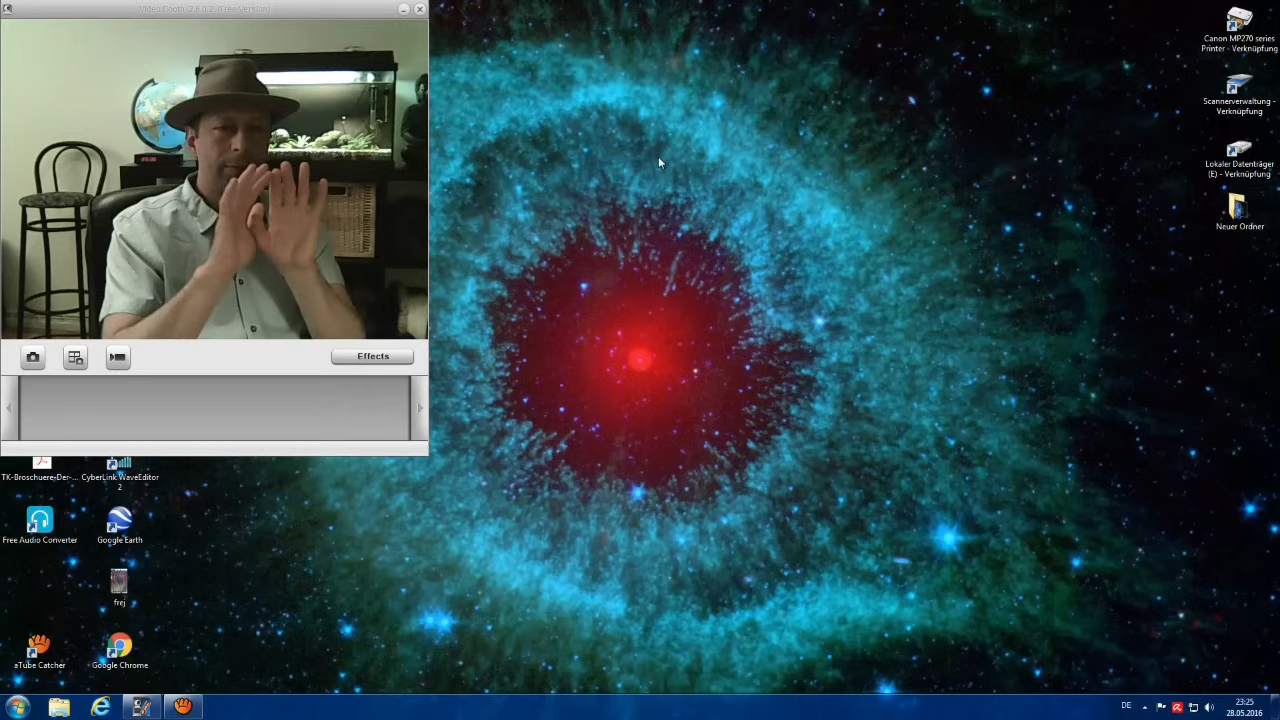 Video Booth 2.8.0.2 (Free Version)
Effects
Canon MP270 series
Printer - Verknüpfung
Scannerverwaltung -
Verknüpfung
Lokaler Datenträger
(E) - Verknüpfung
Neuer Ordner
TK-Broschuere-Der-...
CyberLink WaveEditor
2
Free Audio Converter
Google Earth
frej
aTube Catcher
Google Chrome
DE
23:25
28.05.2016